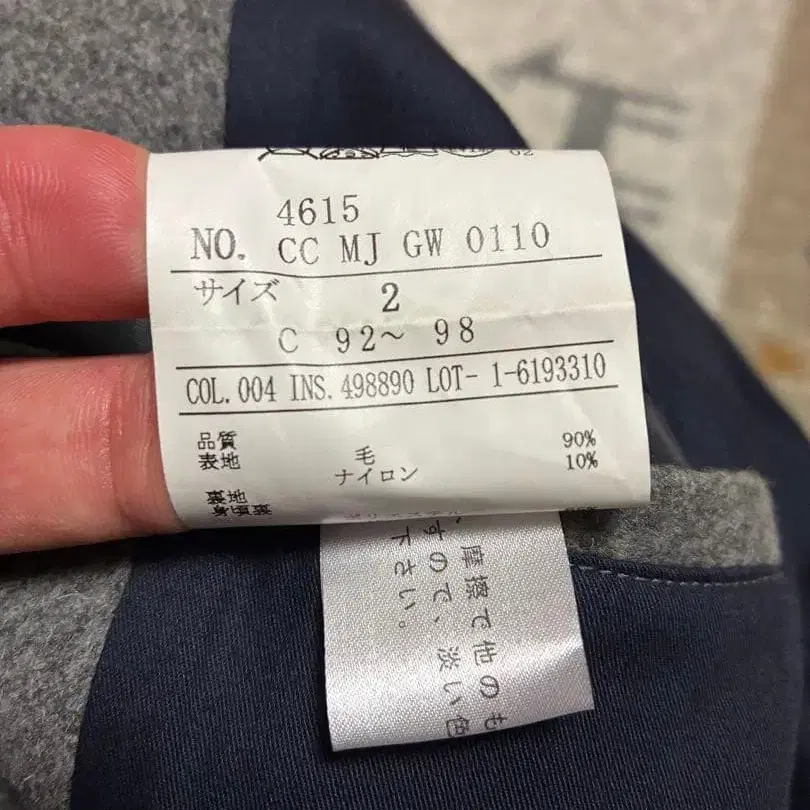 4615
NO. CC MJ GW 0110
サイズ 2
C 92～ 98
COL. 004 INS. 498890 LOT- 1-6193310
品質
表地 毛 90%
ナイロン 10%
裏地
摩擦で他のも
すので、淡い色
下さい。